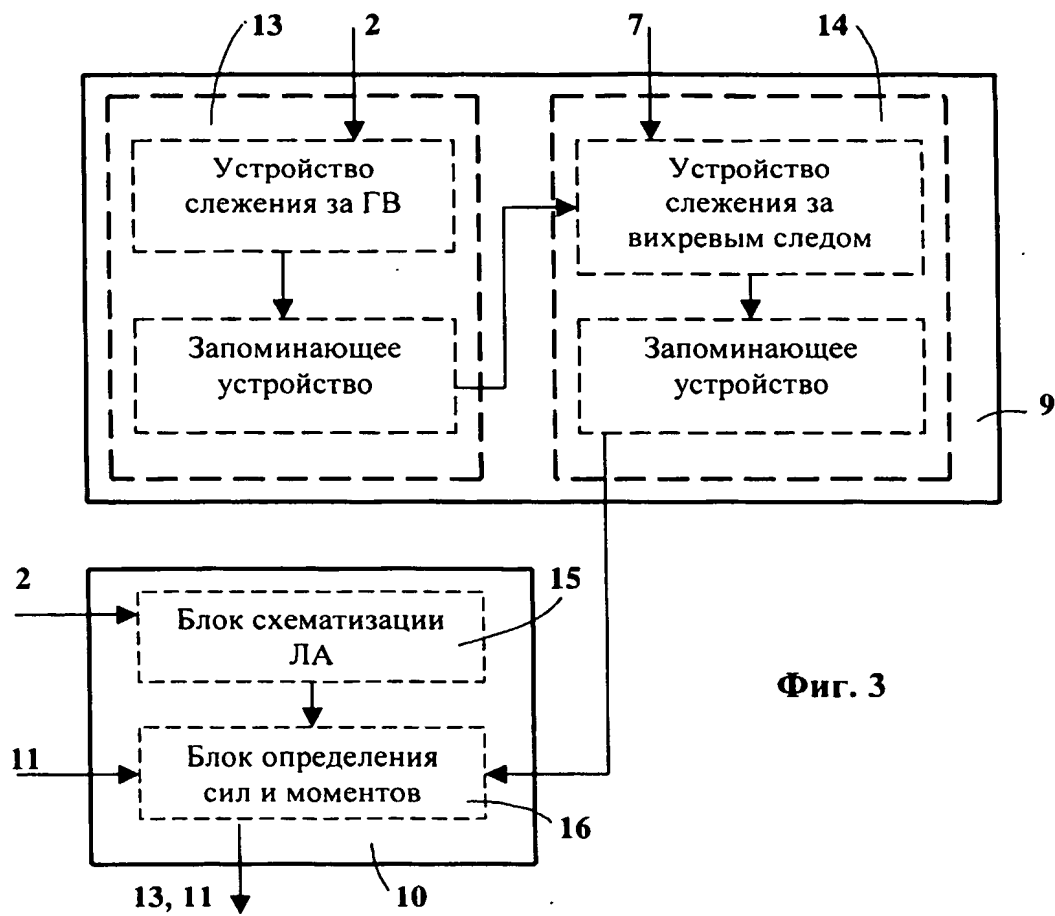 13
2
7
14
Устройство
слежения за ГВ
Устройство
слежения за
вихревым следом
Запоминающее
устройство
Запоминающее
устройство
9
2
15
Блок схематизации
ЛА
Фиг. 3
11
Блок определения
сил и моментов
16
13, 11
10